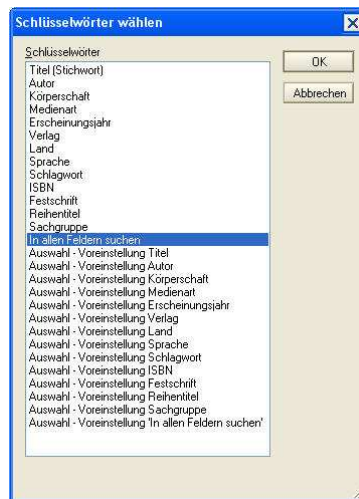 Schlüsselwörter wählen
Schlüsselwörter
Titel (Stichwort)
Autor
Körperschaft
Medienart
Erscheinungsjahr
Verlag
Land
Sprache
Schlagwort
ISBN
Festschrift
Reihentitel
Sachgruppe
In allen Feldern suchen
Auswahl - Voreinstellung Titel
Auswahl - Voreinstellung Autor
Auswahl - Voreinstellung Körperschaft
Auswahl - Voreinstellung Medienart
Auswahl - Voreinstellung Erscheinungsjahr
Auswahl - Voreinstellung Verlag
Auswahl - Voreinstellung Land
Auswahl - Voreinstellung Sprache
Auswahl - Voreinstellung Schlagwort
Auswahl - Voreinstellung ISBN
Auswahl - Voreinstellung Festschrift
Auswahl - Voreinstellung Reihentitel
Auswahl - Voreinstellung Sachgruppe
Auswahl - Voreinstellung 'In allen Feldern suchen'
OK
Abbrechen